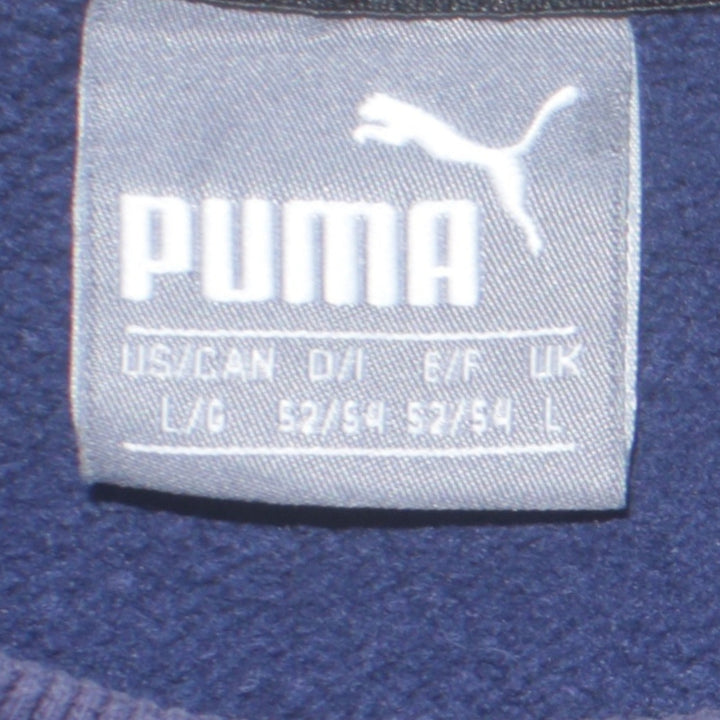 PUMA
US/CAN D/I E/F UK
L/G 52/54 52/54 L